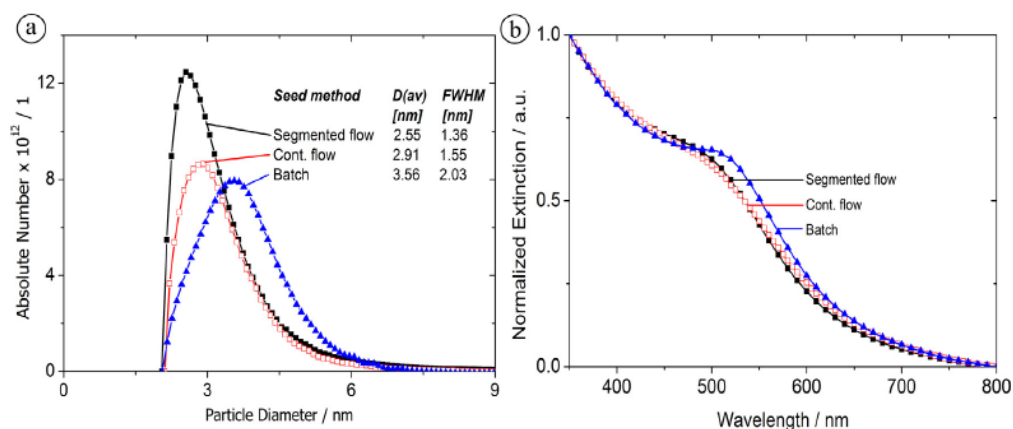 a
Absolute Number x 10¹² / 1
12
8
4
0
Seed method D(av) FWHM
[nm] [nm]
Segmented flow 2.55 1.36
Cont. flow 2.91 1.55
Batch 3.56 2.03
0 3 6 9
Particle Diameter / nm
b
Normalized Extinction / a.u.
1.0
0.5
0.0
Segmented flow
Cont. flow
Batch
400 500 600 700 800
Wavelength / nm